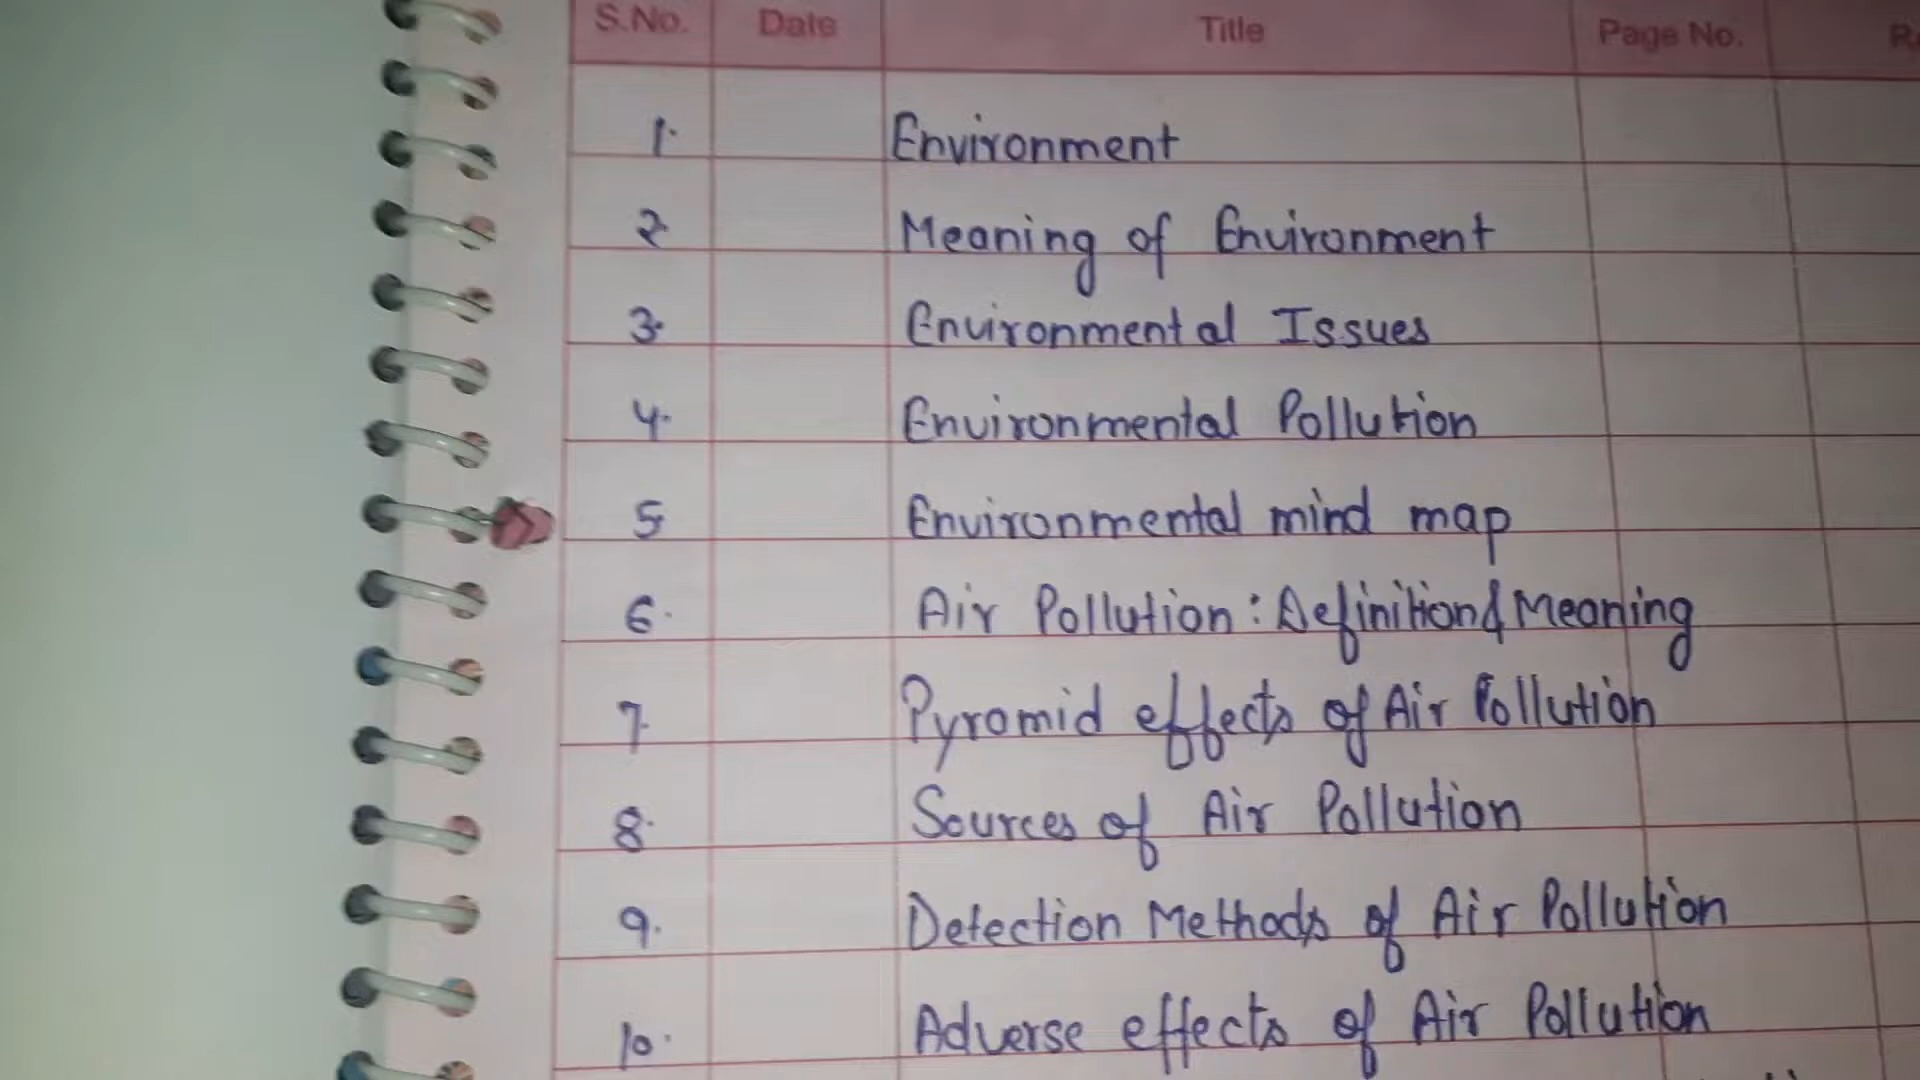 S.No. Date Title Page No.
1. Environment
2. Meaning of Environment
3. Environmental Issues
4. Environmental Pollution
5. Environmental mind map
6. Air Pollution : Definition & Meaning
7. Pyramid effects of Air Pollution
8. Sources of Air Pollution
9. Detection Methods of Air Pollution
10. Adverse effects of Air Pollution